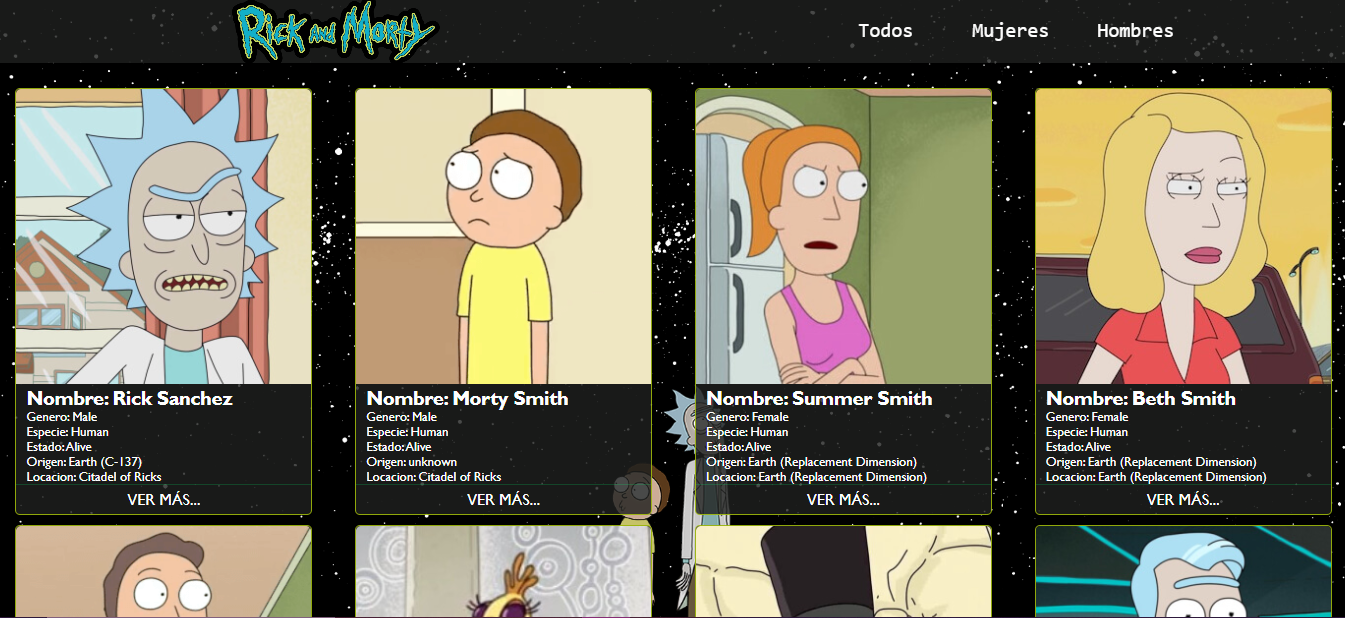 Rick and Morty
Todos Mujeres Hombres
Nombre: Rick Sanchez
Genero: Male
Especie: Human
Estado: Alive
Origen: Earth (C-137)
Locacion: Citadel of Ricks
VER MÁS...
Nombre: Morty Smith
Genero: Male
Especie: Human
Estado: Alive
Origen: unknown
Locacion: Citadel of Ricks
VER MÁS...
Nombre: Summer Smith
Genero: Female
Especie: Human
Estado: Alive
Origen: Earth (Replacement Dimension)
Locacion: Earth (Replacement Dimension)
VER MÁS...
Nombre: Beth Smith
Genero: Female
Especie: Human
Estado: Alive
Origen: Earth (Replacement Dimension)
Locacion: Earth (Replacement Dimension)
VER MÁS...